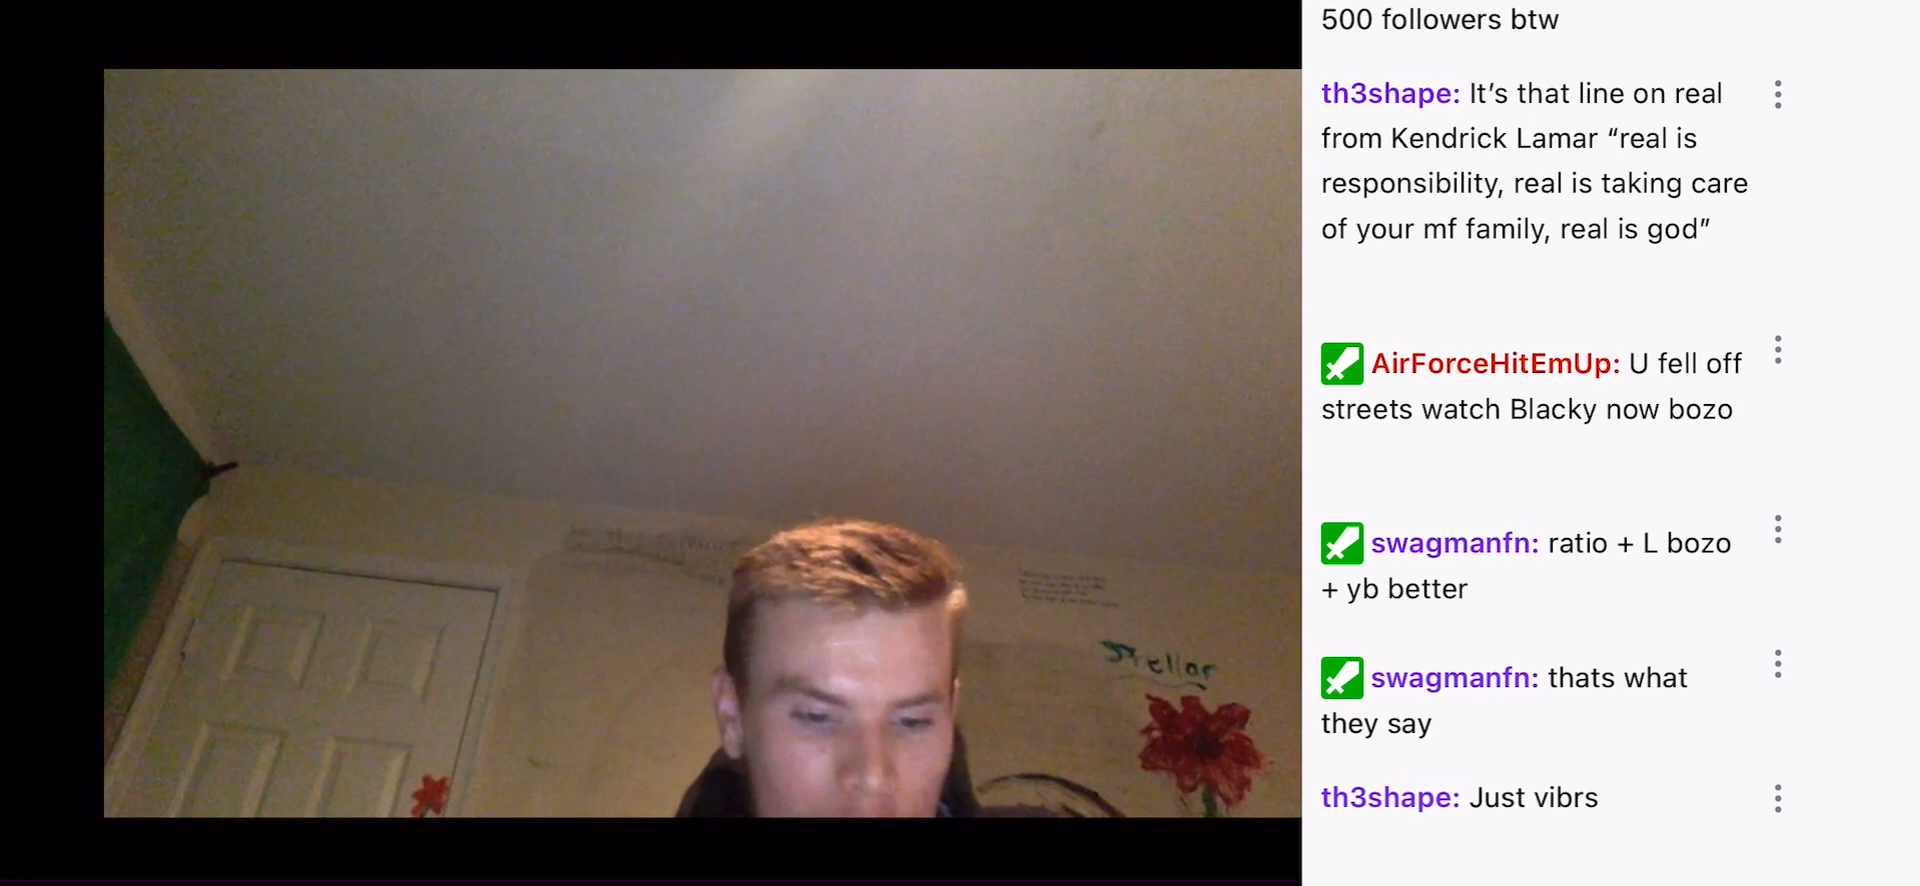 500 followers btw
th3shape: It’s that line on real
from Kendrick Lamar “real is
responsibility, real is taking care
of your mf family, real is god”
AirForceHitEmUp: U fell off
streets watch Blacky now bozo
swagmanfn: ratio + L bozo
+ yb better
swagmanfn: thats what
they say
th3shape: Just vibrs
Stellar